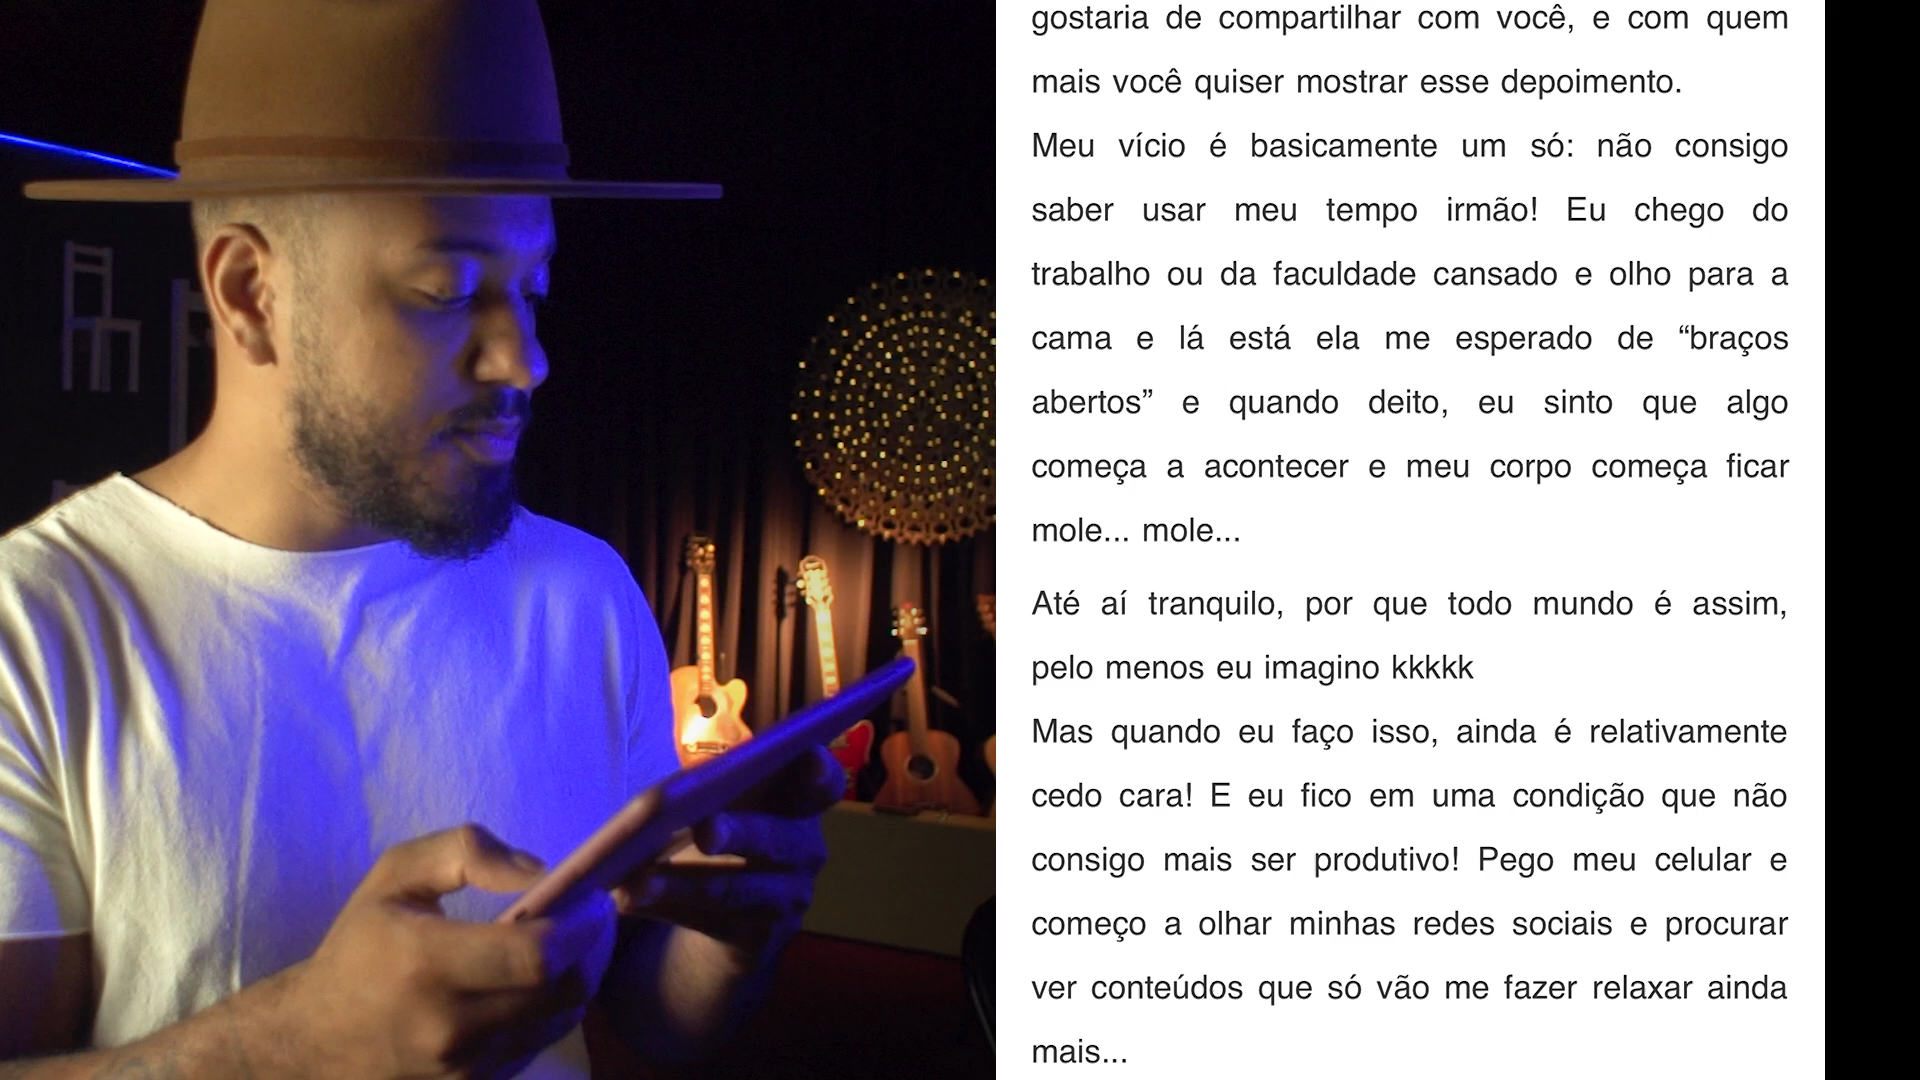 gostaria de compartilhar com você, e com quem
mais você quiser mostrar esse depoimento.
Meu vício é basicamente um só: não consigo
saber usar meu tempo irmão! Eu chego do
trabalho ou da faculdade cansado e olho para a
cama e lá está ela me esperado de “braços
abertos” e quando deito, eu sinto que algo
começa a acontecer e meu corpo começa ficar
mole... mole...
Até aí tranquilo, por que todo mundo é assim,
pelo menos eu imagino kkkkk
Mas quando eu faço isso, ainda é relativamente
cedo cara! E eu fico em uma condição que não
consigo mais ser produtivo! Pego meu celular e
começo a olhar minhas redes sociais e procurar
ver conteúdos que só vão me fazer relaxar ainda
mais...